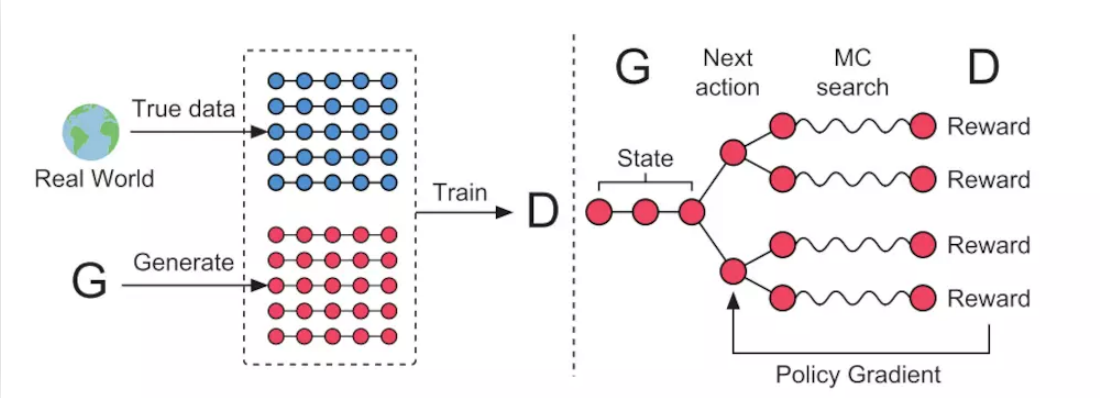 True data
Real World
G
Generate
Train
D
G
Next
action
MC
search
D
State
Reward
Reward
Reward
Reward
Policy Gradient